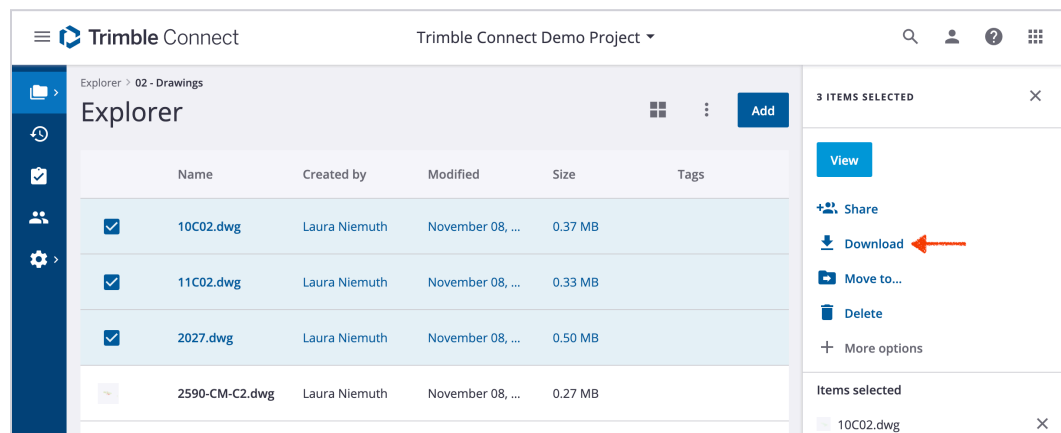 Trimble Connect
Trimble Connect Demo Project
Explorer > 02 - Drawings
Explorer
Add
Name Created by Modified Size Tags
10C02.dwg Laura Niemuth November 08, ... 0.37 MB
11C02.dwg Laura Niemuth November 08, ... 0.33 MB
2027.dwg Laura Niemuth November 08, ... 0.50 MB
2590-CM-C2.dwg Laura Niemuth November 08, ... 0.27 MB
3 ITEMS SELECTED
View
Share
Download
Move to...
Delete
More options
Items selected
10C02.dwg